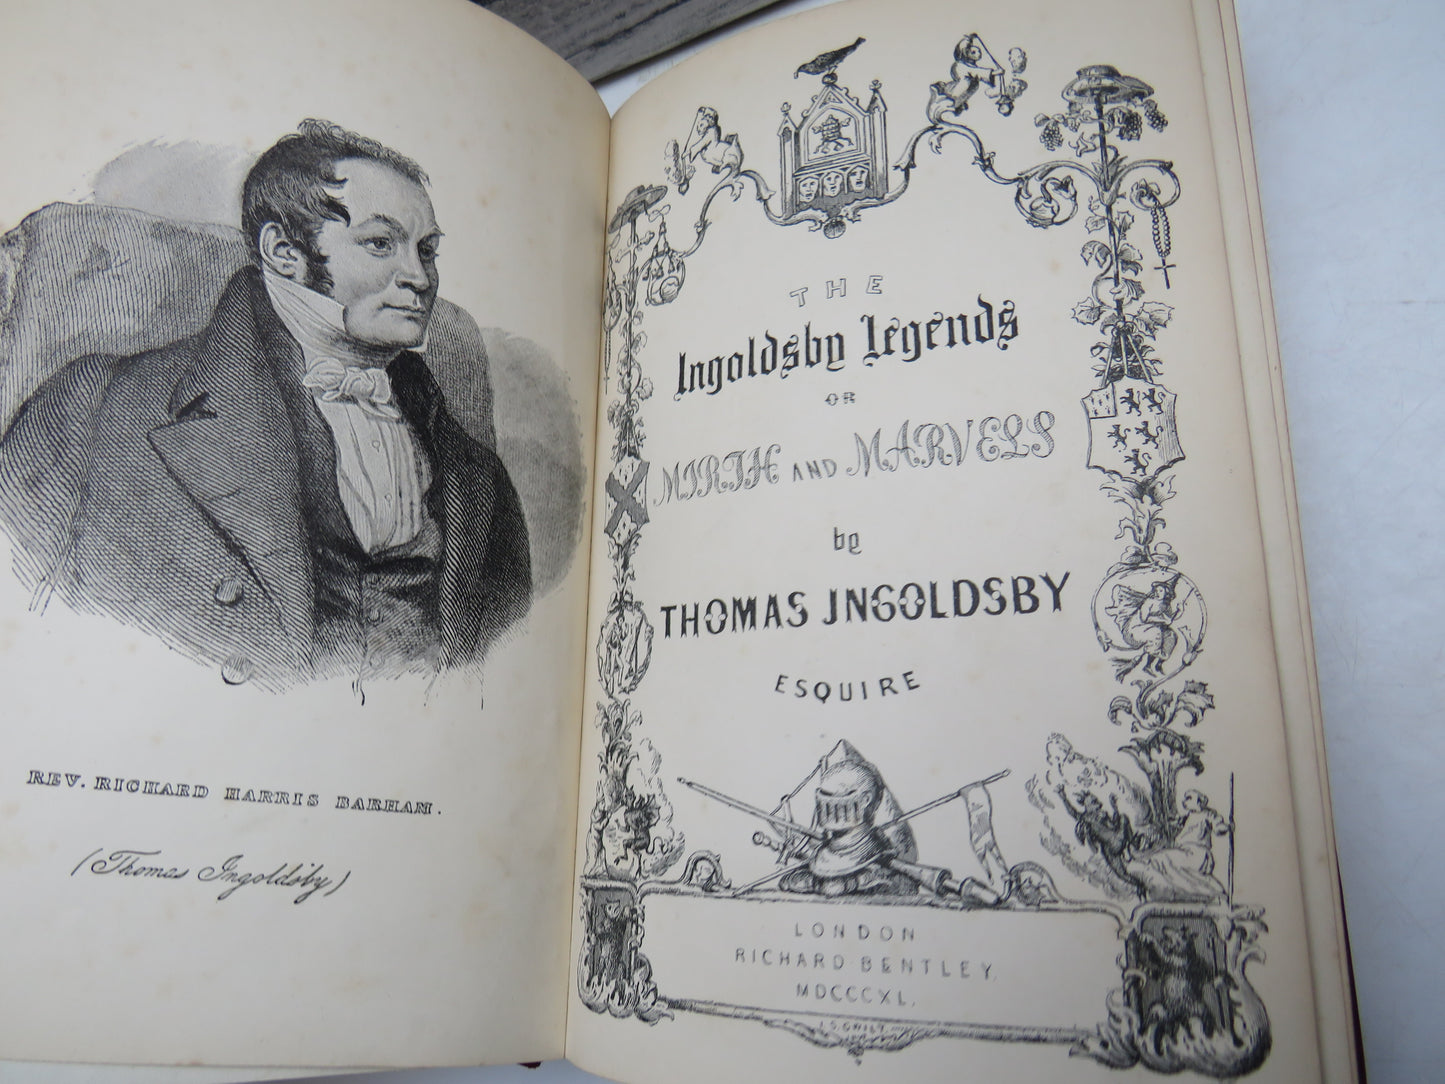 REV. RICHARD HARRIS BARHAM.
(Thomas Ingoldsby)
THE
Ingoldsby Legends
OR
MIRTH AND MARVELS
by
THOMAS INGOLDSBY
ESQUIRE
LONDON
RICHARD BENTLEY,
MDCCCXL.